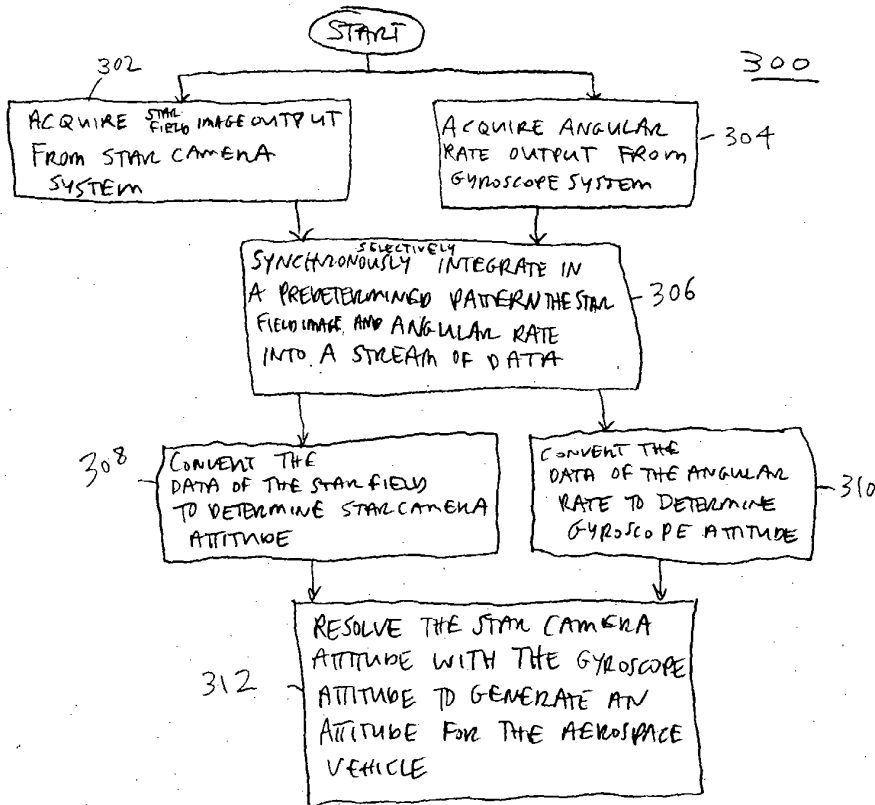 START
300
302
ACQUIRE STAR FIELD IMAGE OUTPUT
FROM STAR CAMERA
SYSTEM
ACQUIRE ANGULAR
RATE OUTPUT FROM
GYROSCOPE SYSTEM
304
SYNCHRONOUSLY SELECTIVELY INTEGRATE IN
A PREDETERMINED PATTERN THE STAR
FIELD IMAGE AND ANGULAR RATE
INTO A STREAM OF DATA
306
308
CONVERT THE
DATA OF THE STAR FIELD
TO DETERMINE STAR CAMERA
ATTITUDE
CONVERT THE
DATA OF THE ANGULAR
RATE TO DETERMINE
GYROSCOPE ATTITUDE
310
312
RESOLVE THE STAR CAMERA
ATTITUDE WITH THE GYROSCOPE
ATTITUDE TO GENERATE AN
ATTITUDE FOR THE AEROSPACE
VEHICLE